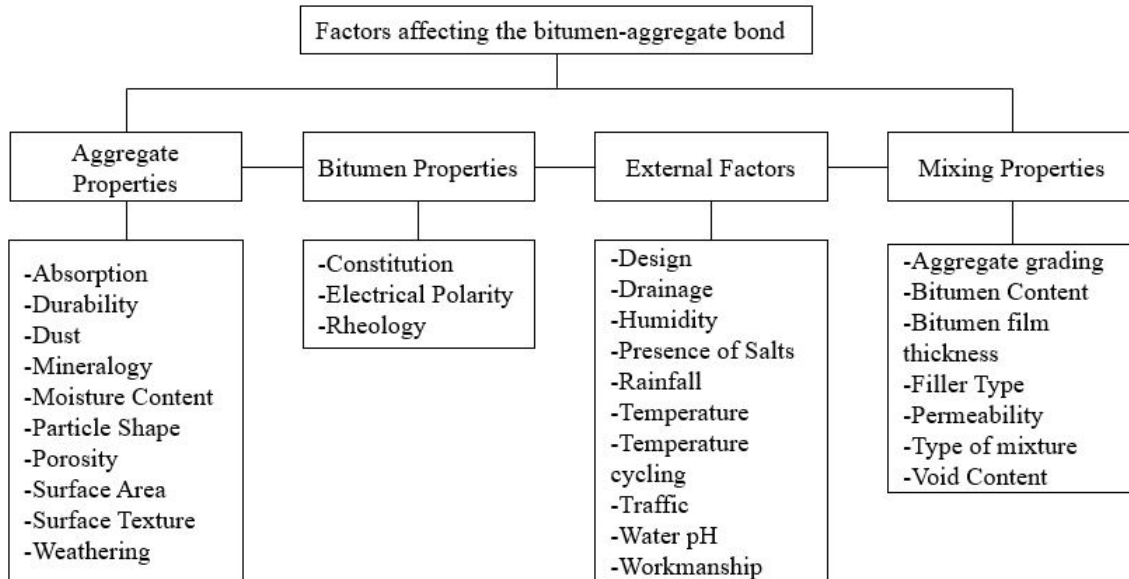 Factors affecting the bitumen-aggregate bond
Aggregate
Properties
Bitumen Properties
External Factors
Mixing Properties
-Absorption
-Durability
-Dust
-Mineralogy
-Moisture Content
-Particle Shape
-Porosity
-Surface Area
-Surface Texture
-Weathering
-Constitution
-Electrical Polarity
-Rheology
-Design
-Drainage
-Humidity
-Presence of Salts
-Rainfall
-Temperature
-Temperature
cycling
-Traffic
-Water pH
-Workmanship
-Aggregate grading
-Bitumen Content
-Bitumen film
thickness
-Filler Type
-Permeability
-Type of mixture
-Void Content